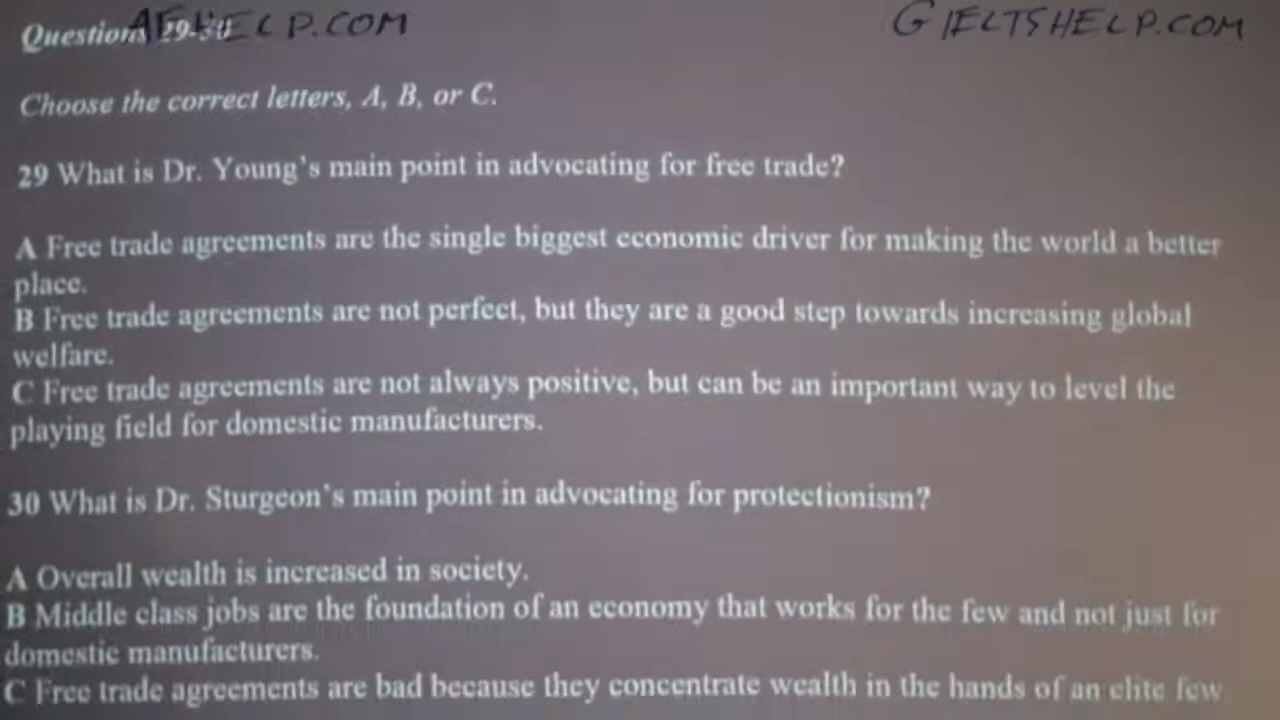 Questions 29-30 AEHELP.COM GIELTSHELP.COM
Choose the correct letters, A, B, or C.
29 What is Dr. Young's main point in advocating for free trade?
A Free trade agreements are the single biggest economic driver for making the world a better
place.
B Free trade agreements are not perfect, but they are a good step towards increasing global
welfare.
C Free trade agreements are not always positive, but can be an important way to level the
playing field for domestic manufacturers.
30 What is Dr. Sturgeon's main point in advocating for protectionism?
A Overall wealth is increased in society.
B Middle class jobs are the foundation of an economy that works for the few and not just for
domestic manufacturers.
C Free trade agreements are bad because they concentrate wealth in the hands of an elite few